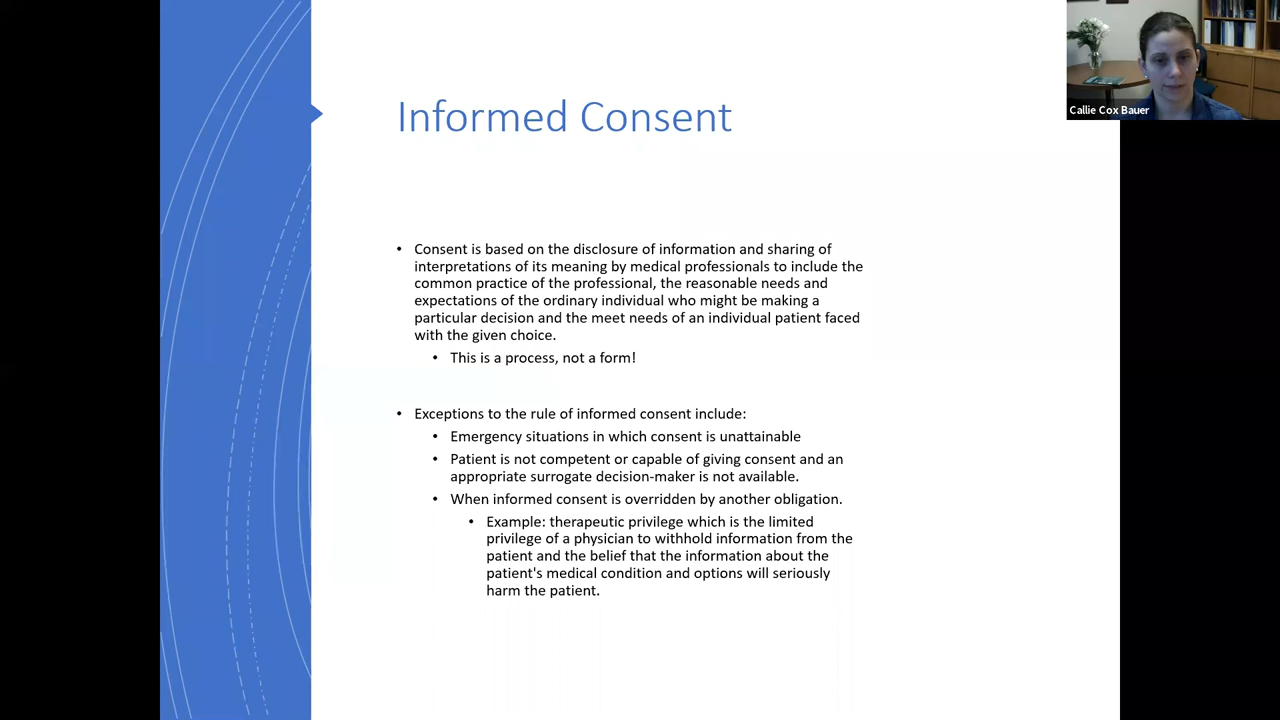 Informed Consent
Callie Cox Bauer
• Consent is based on the disclosure of information and sharing of
interpretations of its meaning by medical professionals to include the
common practice of the professional, the reasonable needs and
expectations of the ordinary individual who might be making a
particular decision and the meet needs of an individual patient faced
with the given choice.
• This is a process, not a form!
• Exceptions to the rule of informed consent include:
• Emergency situations in which consent is unattainable
• Patient is not competent or capable of giving consent and an
appropriate surrogate decision-maker is not available.
• When informed consent is overridden by another obligation.
• Example: therapeutic privilege which is the limited
privilege of a physician to withhold information from the
patient and the belief that the information about the
patient's medical condition and options will seriously
harm the patient.